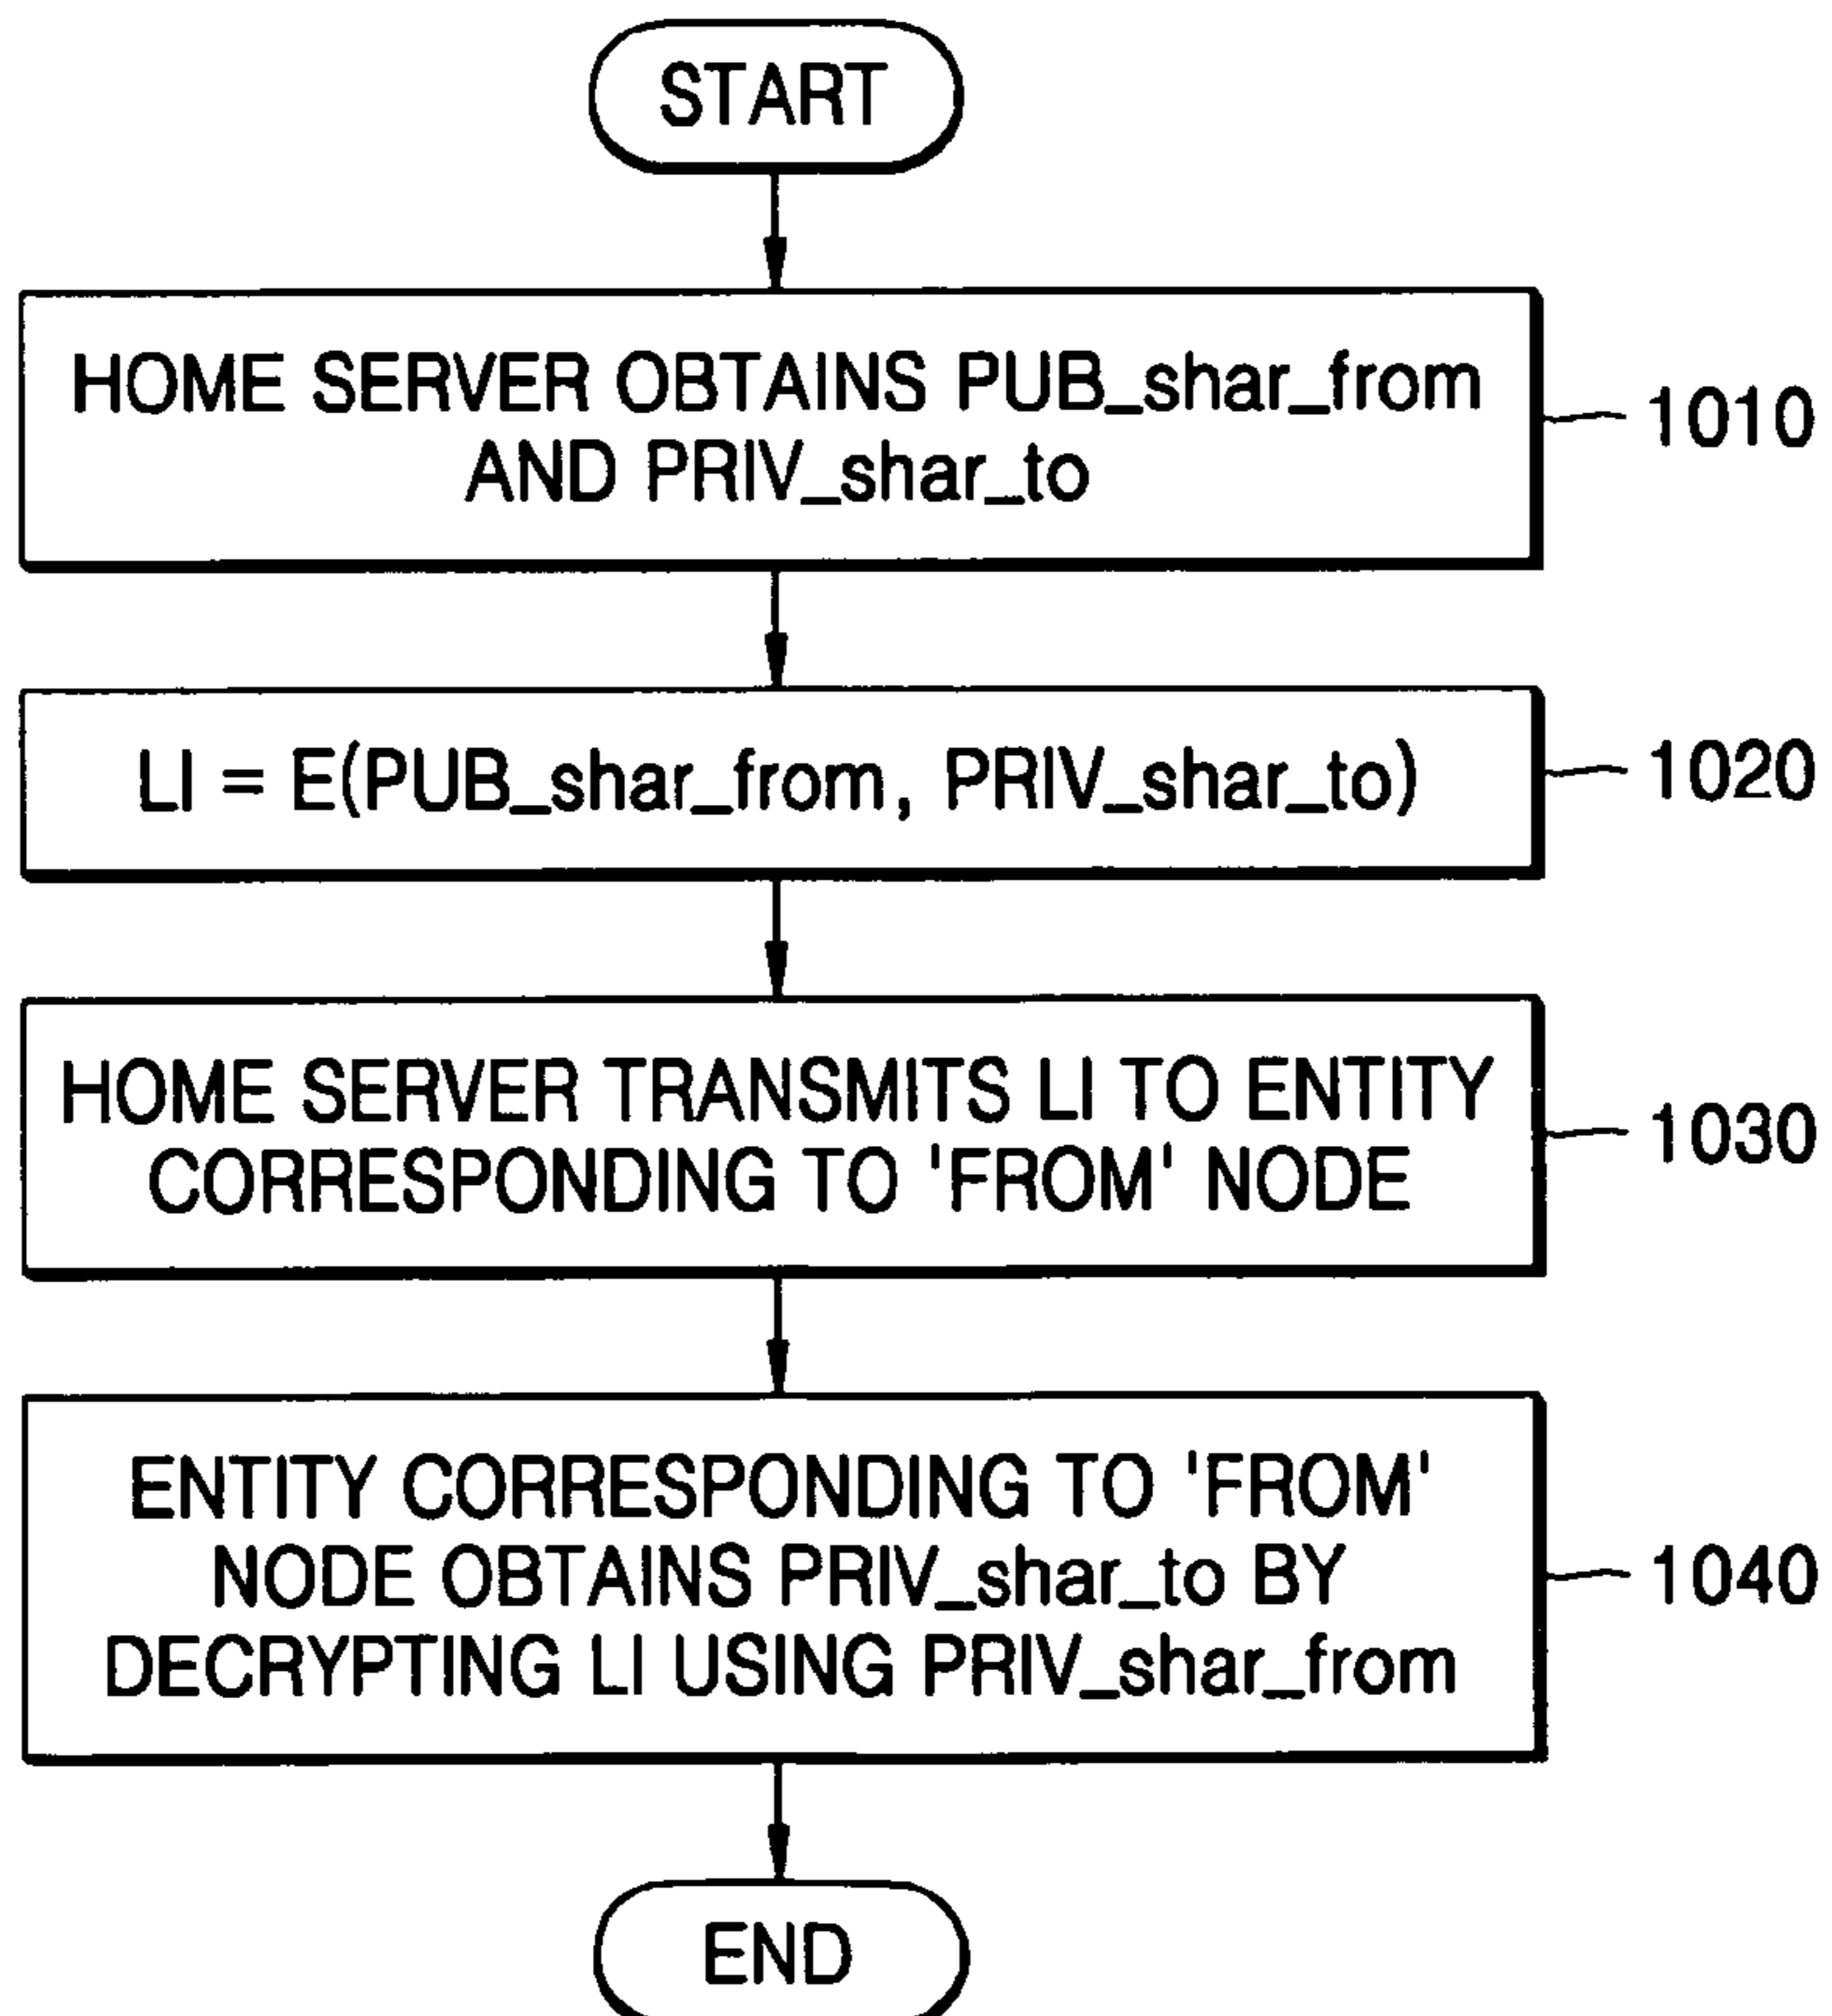 START
HOME SERVER OBTAINS PUB_shar_from
AND PRIV_shar_to
1010
LI = E(PUB_shar_from, PRIV_shar_to)
1020
HOME SERVER TRANSMITS LI TO ENTITY
CORRESPONDING TO 'FROM' NODE
1030
ENTITY CORRESPONDING TO 'FROM'
NODE OBTAINS PRIV_shar_to BY
DECRYPTING LI USING PRIV_shar_from
1040
END